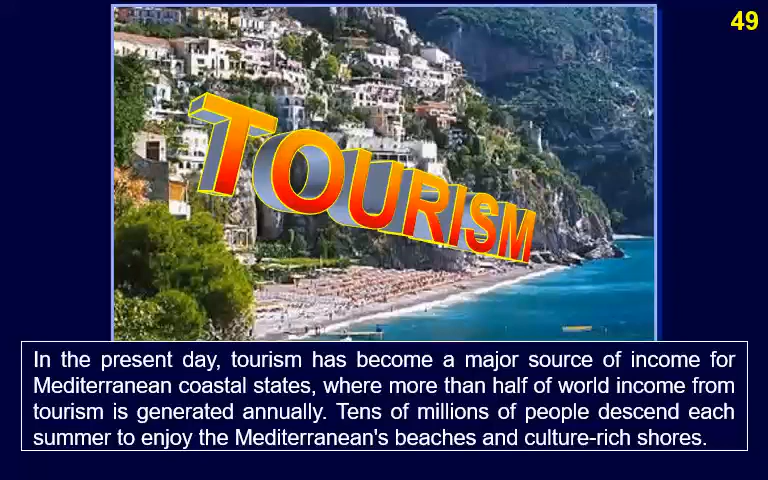 49
TOURISM
In the present day, tourism has become a major source of income for
Mediterranean coastal states, where more than half of world income from
tourism is generated annually. Tens of millions of people descend each
summer to enjoy the Mediterranean's beaches and culture-rich shores.